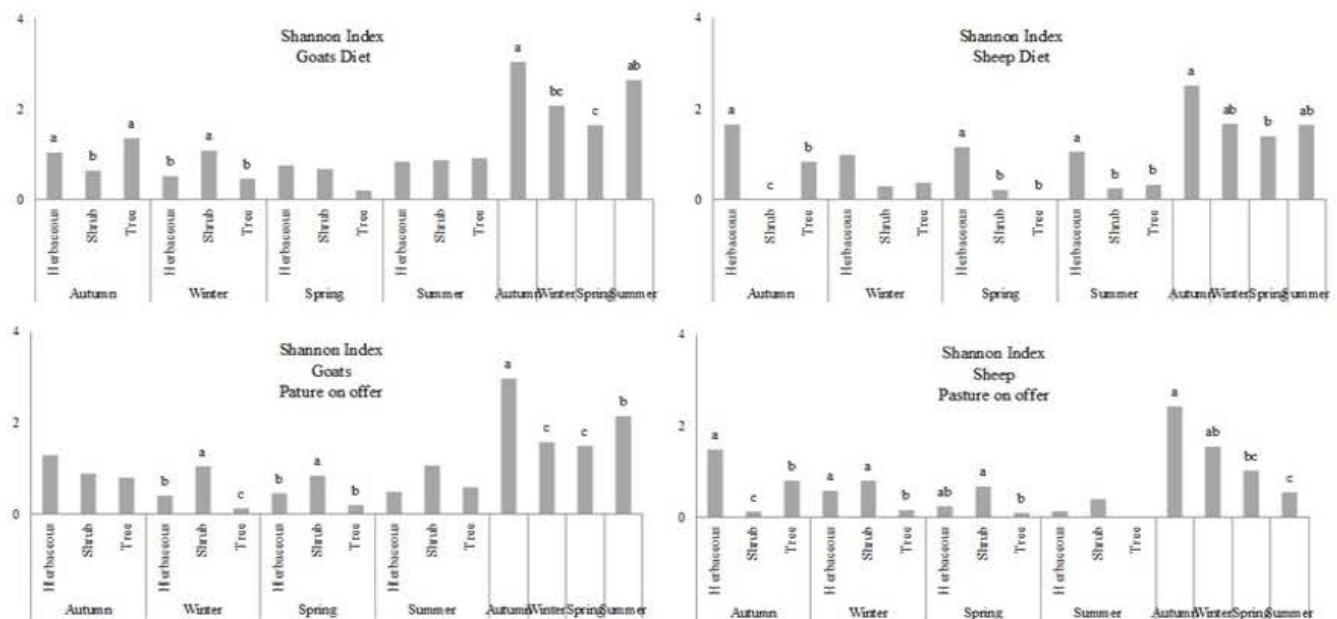 4
2
0
Shannon Index
Goats Diet
a
b
a
b
a
b
a
bc
c
ab
Herbaceous
Shrub
Tree
Herbaceous
Shrub
Tree
Herbaceous
Shrub
Tree
Herbaceous
Shrub
Tree
Autumn
Winter
Spring
Summer
Autumn
Winter
Spring
Summer
4
2
0
Shannon Index
Sheep Diet
a
c
b
a
b
b
a
b
b
a
ab
b
ab
Herbaceous
Shrub
Tree
Herbaceous
Shrub
Tree
Herbaceous
Shrub
Tree
Herbaceous
Shrub
Tree
Autumn
Winter
Spring
Summer
Autumn
Winter
Spring
Summer
4
2
0
Shannon Index
Goats
Pature on offer
b
a
c
b
a
b
a
c
c
b
Herbaceous
Shrub
Tree
Herbaceous
Shrub
Tree
Herbaceous
Shrub
Tree
Herbaceous
Shrub
Tree
Autumn
Winter
Spring
Summer
Autumn
Winter
Spring
Summer
4
2
0
Shannon Index
Sheep
Pasture on offer
a
c
b
a
a
b
ab
a
b
a
ab
bc
c
Herbaceous
Shrub
Tree
Herbaceous
Shrub
Tree
Herbaceous
Shrub
Tree
Herbaceous
Shrub
Tree
Autumn
Winter
Spring
Summer
Autumn
Winter
Spring
Summer